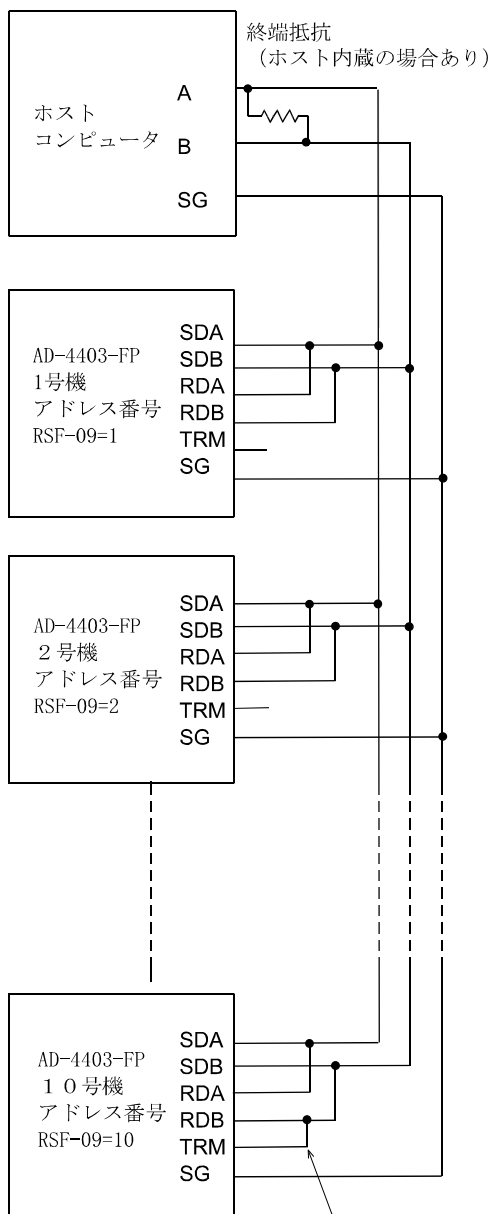 終端抵抗
（ホスト内蔵の場合あり）
ホスト
コンピュータ
A
B
SG
AD-4403-FP
1号機
アドレス番号
RSF-09=1
SDA
SDB
RDA
RDB
TRM
SG
AD-4403-FP
２号機
アドレス番号
RSF-09=2
SDA
SDB
RDA
RDB
TRM
SG
AD-4403-FP
１０号機
アドレス番号
RSF-09=10
SDA
SDB
RDA
RDB
TRM
SG